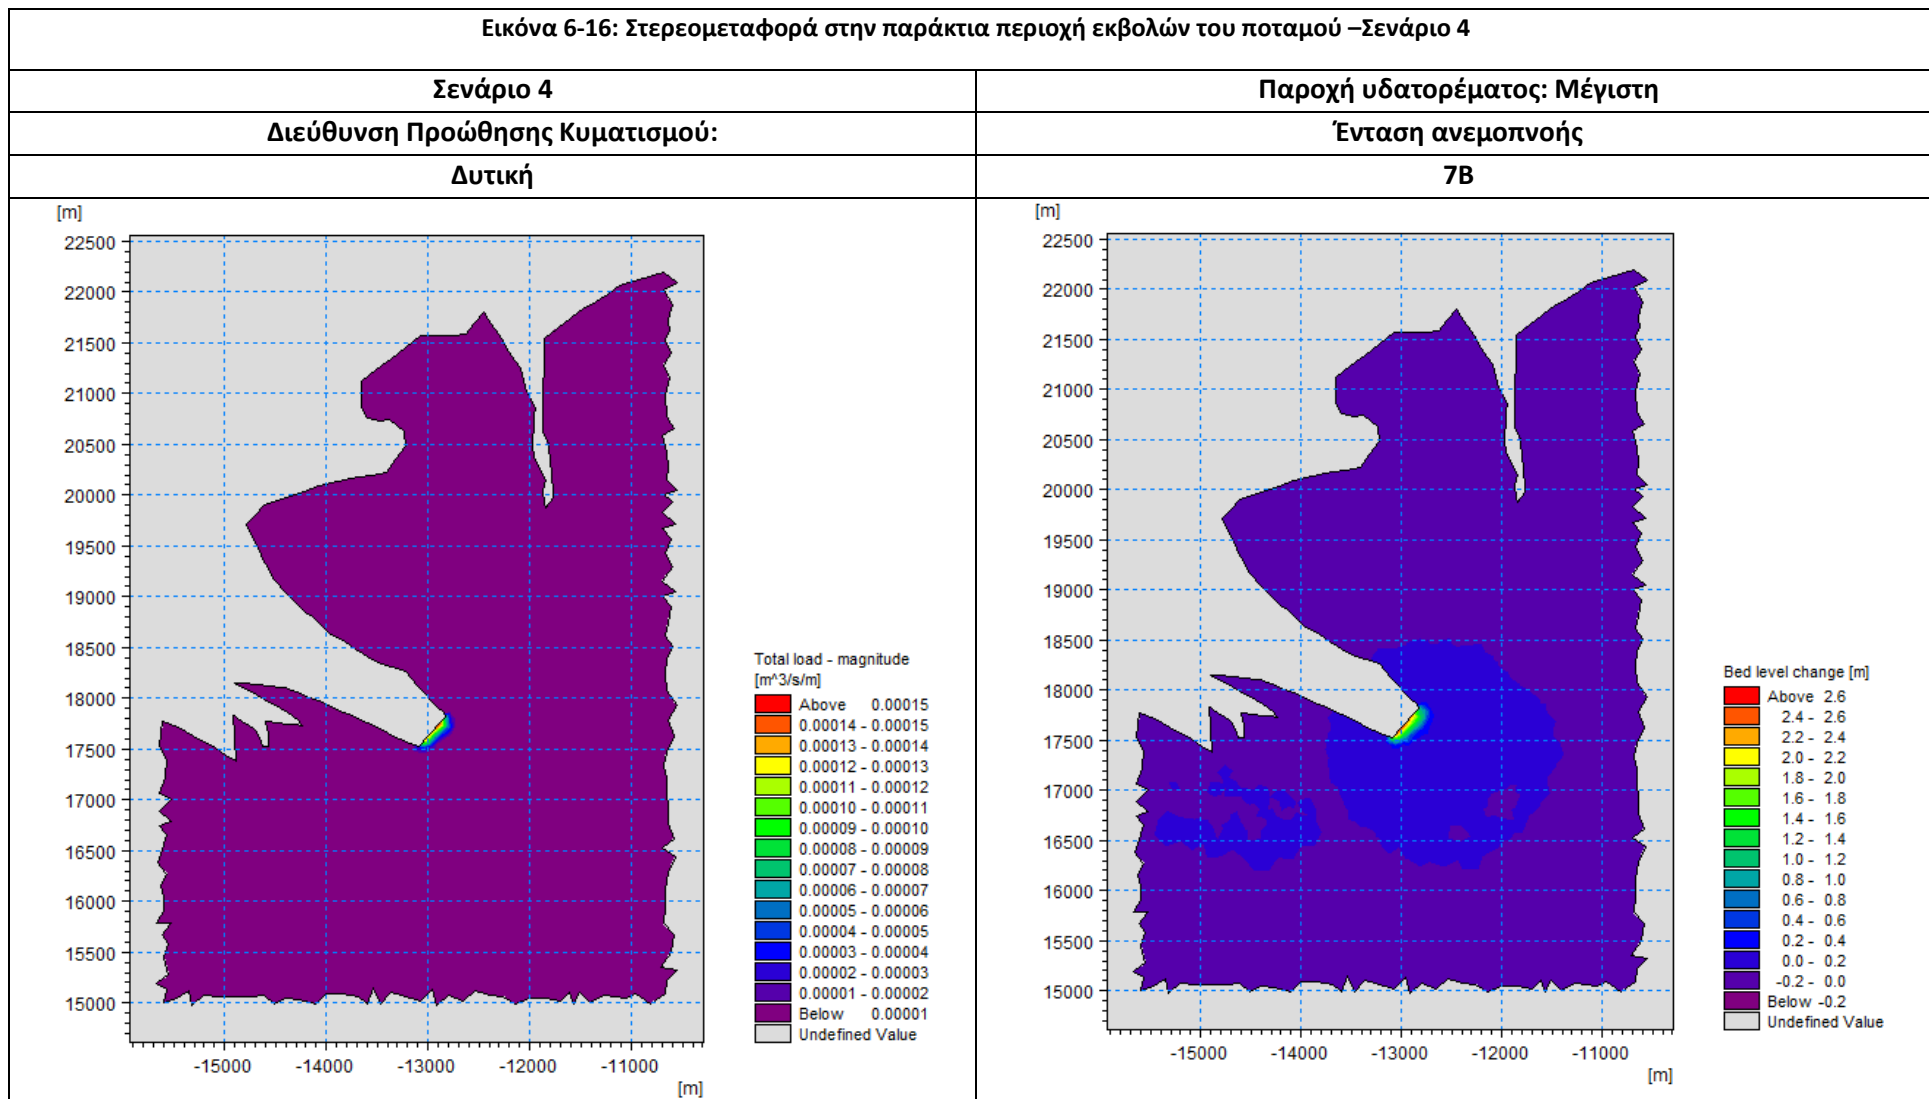 Εικόνα 6-16: Στερεομεταφορά στην παράκτια περιοχή εκβολών του ποταμού –Σενάριο 4
Σενάριο 4
Παροχή υδατορέματος: Μέγιστη
Διεύθυνση Προώθησης Κυματισμού:
Ένταση ανεμοπνοής
Δυτική
7B
[m]
22500
22000
21500
21000
20500
20000
19500
19000
18500
18000
17500
17000
16500
16000
15500
15000
-15000 -14000 -13000 -12000 -11000
[m]
Total load - magnitude
[m^3/s/m]
Above 0.00015
0.00014 - 0.00015
0.00013 - 0.00014
0.00012 - 0.00013
0.00011 - 0.00012
0.00010 - 0.00011
0.00009 - 0.00010
0.00008 - 0.00009
0.00007 - 0.00008
0.00006 - 0.00007
0.00005 - 0.00006
0.00004 - 0.00005
0.00003 - 0.00004
0.00002 - 0.00003
0.00001 - 0.00002
Below 0.00001
Undefined Value
[m]
22500
22000
21500
21000
20500
20000
19500
19000
18500
18000
17500
17000
16500
16000
15500
15000
-15000 -14000 -13000 -12000 -11000
[m]
Bed level change [m]
Above 2.6
2.4 - 2.6
2.2 - 2.4
2.0 - 2.2
1.8 - 2.0
1.6 - 1.8
1.4 - 1.6
1.2 - 1.4
1.0 - 1.2
0.8 - 1.0
0.6 - 0.8
0.4 - 0.6
0.2 - 0.4
0.0 - 0.2
-0.2 - 0.0
Below -0.2
Undefined Value